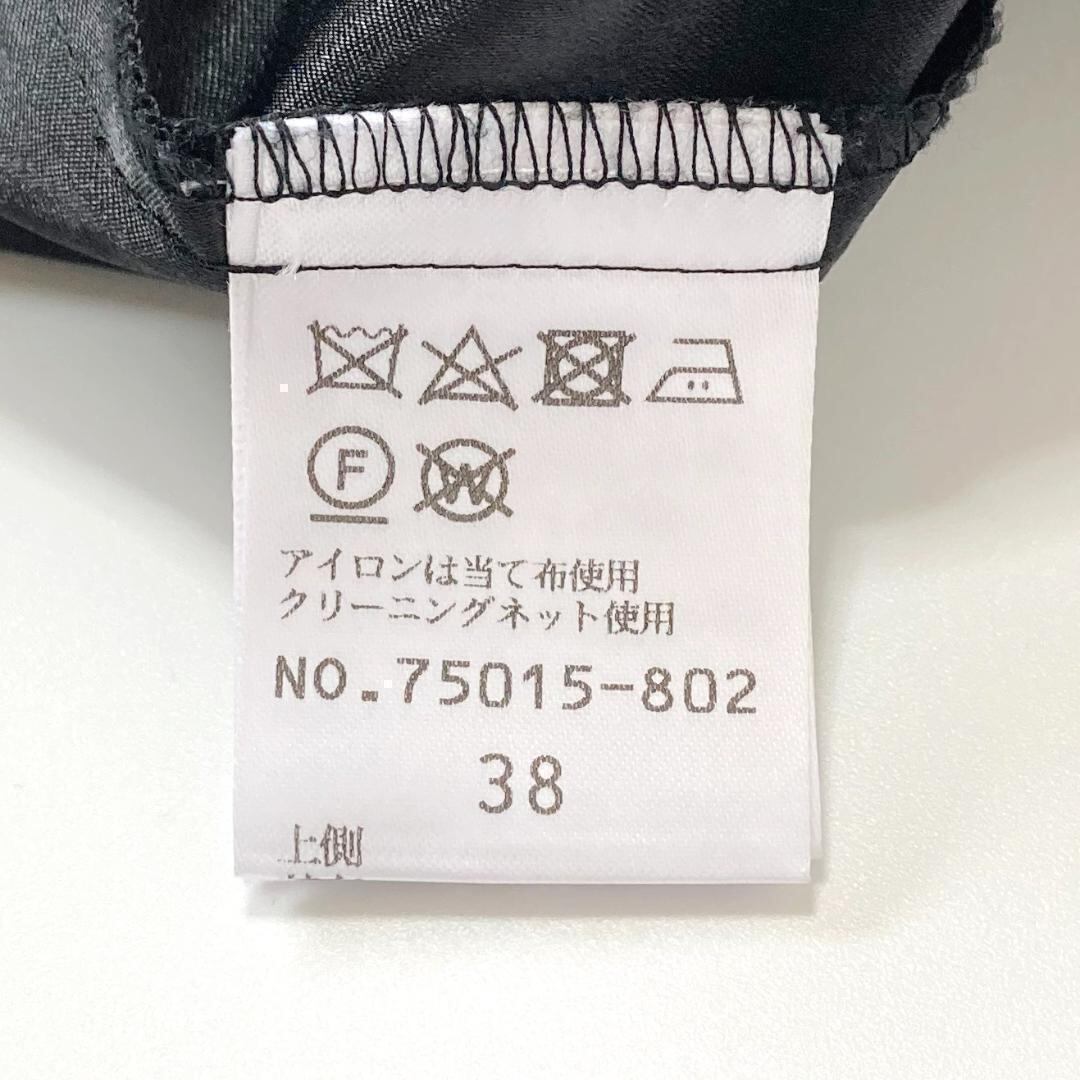 F W
アイロンは当て布使用
クリーニングネット使用
NO.75015-802
38
上側